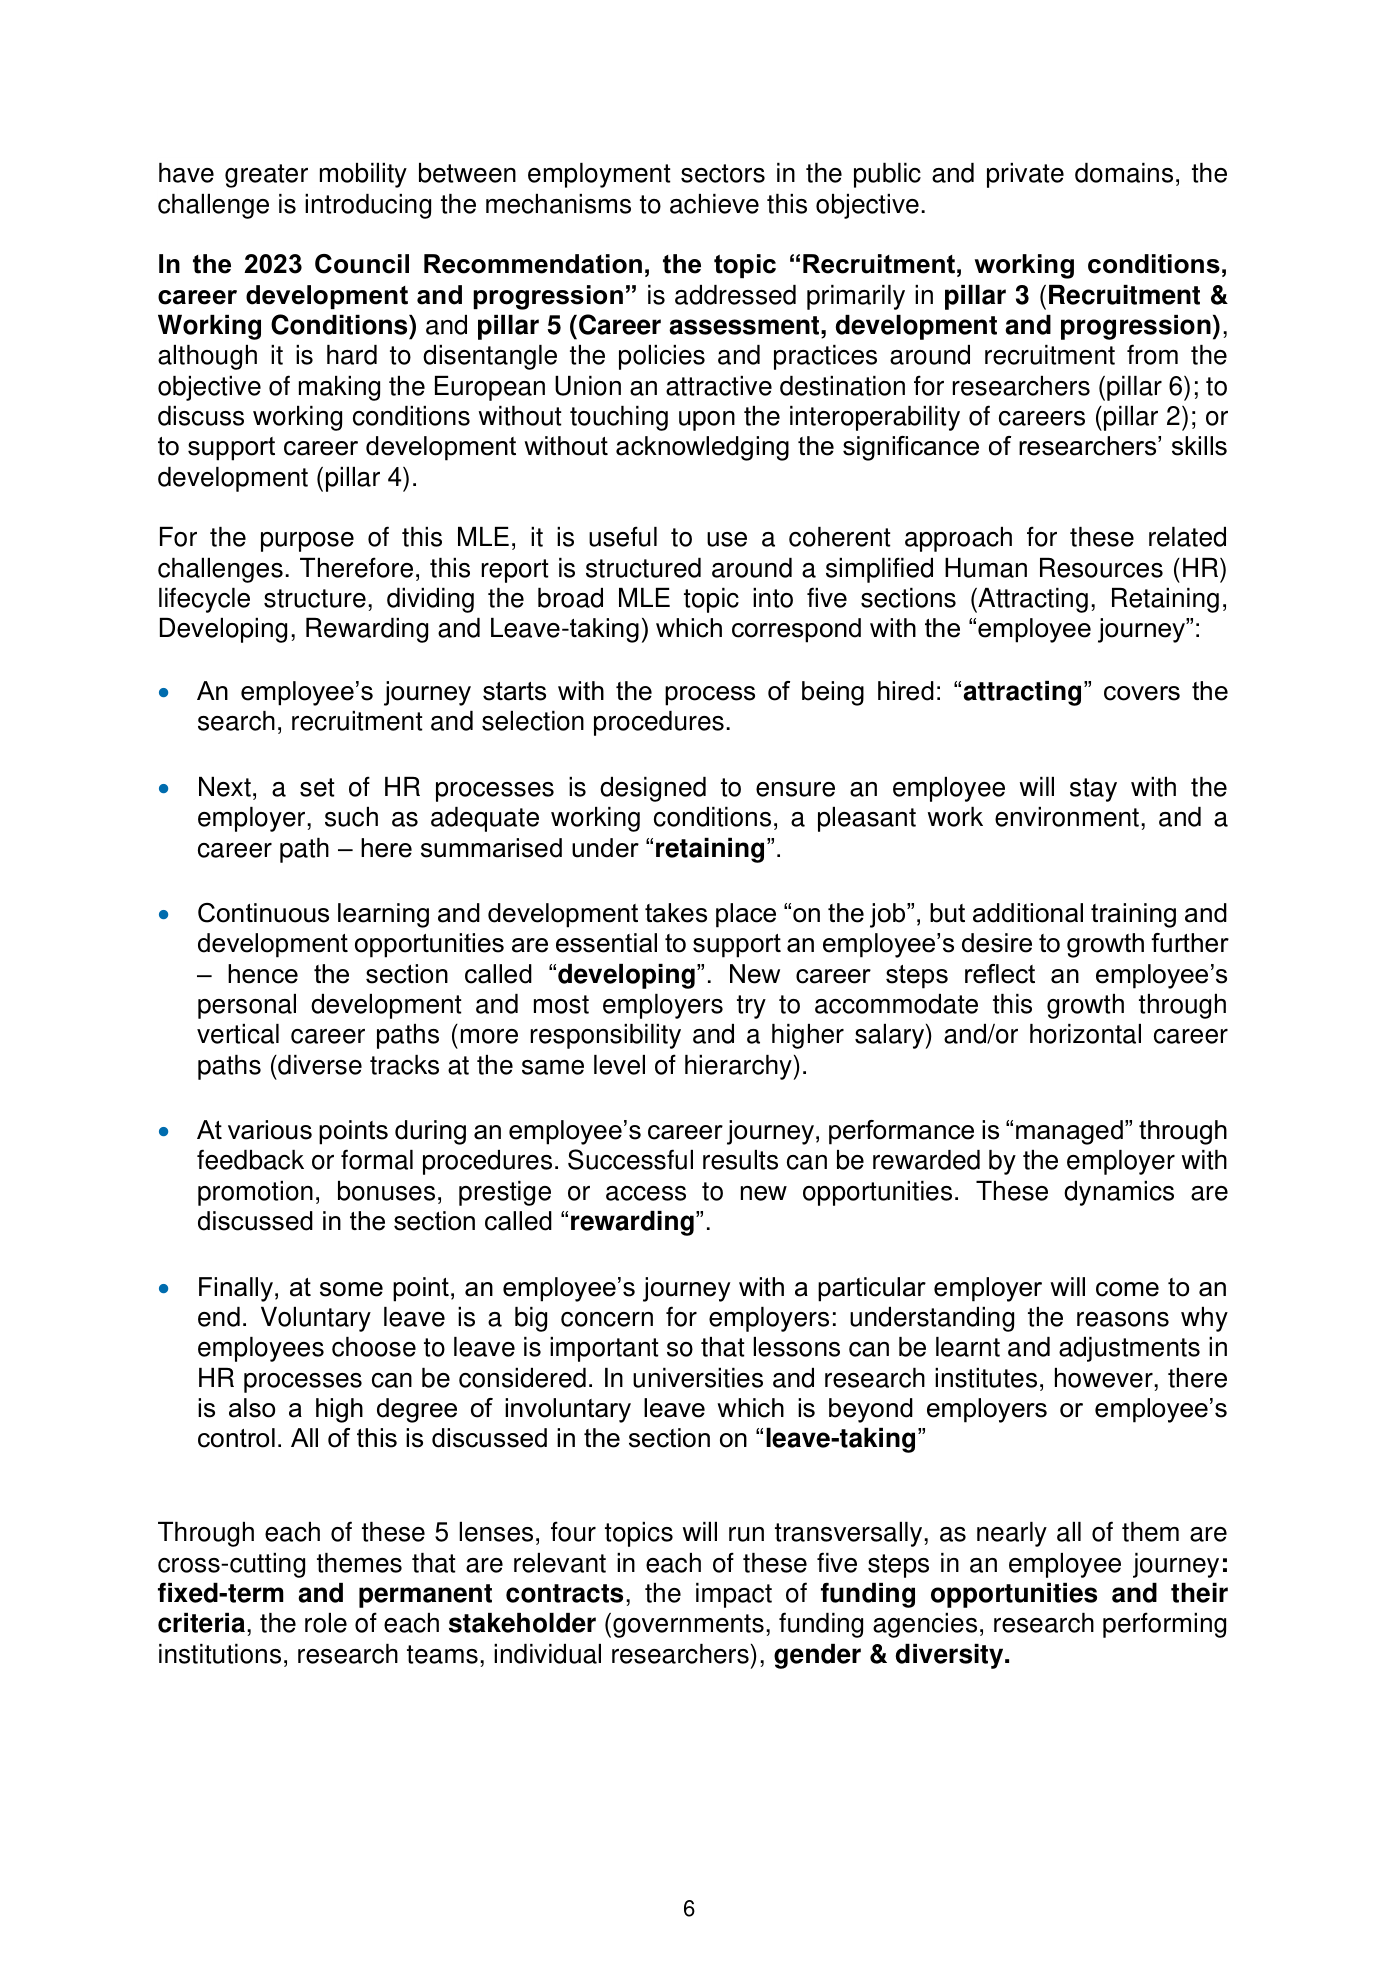 have greater mobility between employment sectors in the public and private domains, the
challenge is introducing the mechanisms to achieve this objective.
In the 2023 Council Recommendation, the topic “Recruitment, working conditions,
career development and progression” is addressed primarily in pillar 3 (Recruitment &
Working Conditions) and pillar 5 (Career assessment, development and progression),
although it is hard to disentangle the policies and practices around recruitment from the
objective of making the European Union an attractive destination for researchers (pillar 6); to
discuss working conditions without touching upon the interoperability of careers (pillar 2); or
to support career development without acknowledging the significance of researchers’ skills
development (pillar 4).
For the purpose of this MLE, it is useful to use a coherent approach for these related
challenges. Therefore, this report is structured around a simplified Human Resources (HR)
lifecycle structure, dividing the broad MLE topic into five sections (Attracting, Retaining,
Developing, Rewarding and Leave-taking) which correspond with the “employee journey”:
• An employee’s journey starts with the process of being hired: “attracting” covers the
search, recruitment and selection procedures.
• Next, a set of HR processes is designed to ensure an employee will stay with the
employer, such as adequate working conditions, a pleasant work environment, and a
career path – here summarised under “retaining”.
• Continuous learning and development takes place “on the job”, but additional training and
development opportunities are essential to support an employee’s desire to growth further
– hence the section called “developing”. New career steps reflect an employee’s
personal development and most employers try to accommodate this growth through
vertical career paths (more responsibility and a higher salary) and/or horizontal career
paths (diverse tracks at the same level of hierarchy).
• At various points during an employee’s career journey, performance is “managed” through
feedback or formal procedures. Successful results can be rewarded by the employer with
promotion, bonuses, prestige or access to new opportunities. These dynamics are
discussed in the section called “rewarding”.
• Finally, at some point, an employee’s journey with a particular employer will come to an
end. Voluntary leave is a big concern for employers: understanding the reasons why
employees choose to leave is important so that lessons can be learnt and adjustments in
HR processes can be considered. In universities and research institutes, however, there
is also a high degree of involuntary leave which is beyond employers or employee’s
control. All of this is discussed in the section on “leave-taking”
Through each of these 5 lenses, four topics will run transversally, as nearly all of them are
cross-cutting themes that are relevant in each of these five steps in an employee journey:
fixed-term and permanent contracts, the impact of funding opportunities and their
criteria, the role of each stakeholder (governments, funding agencies, research performing
institutions, research teams, individual researchers), gender & diversity.
6